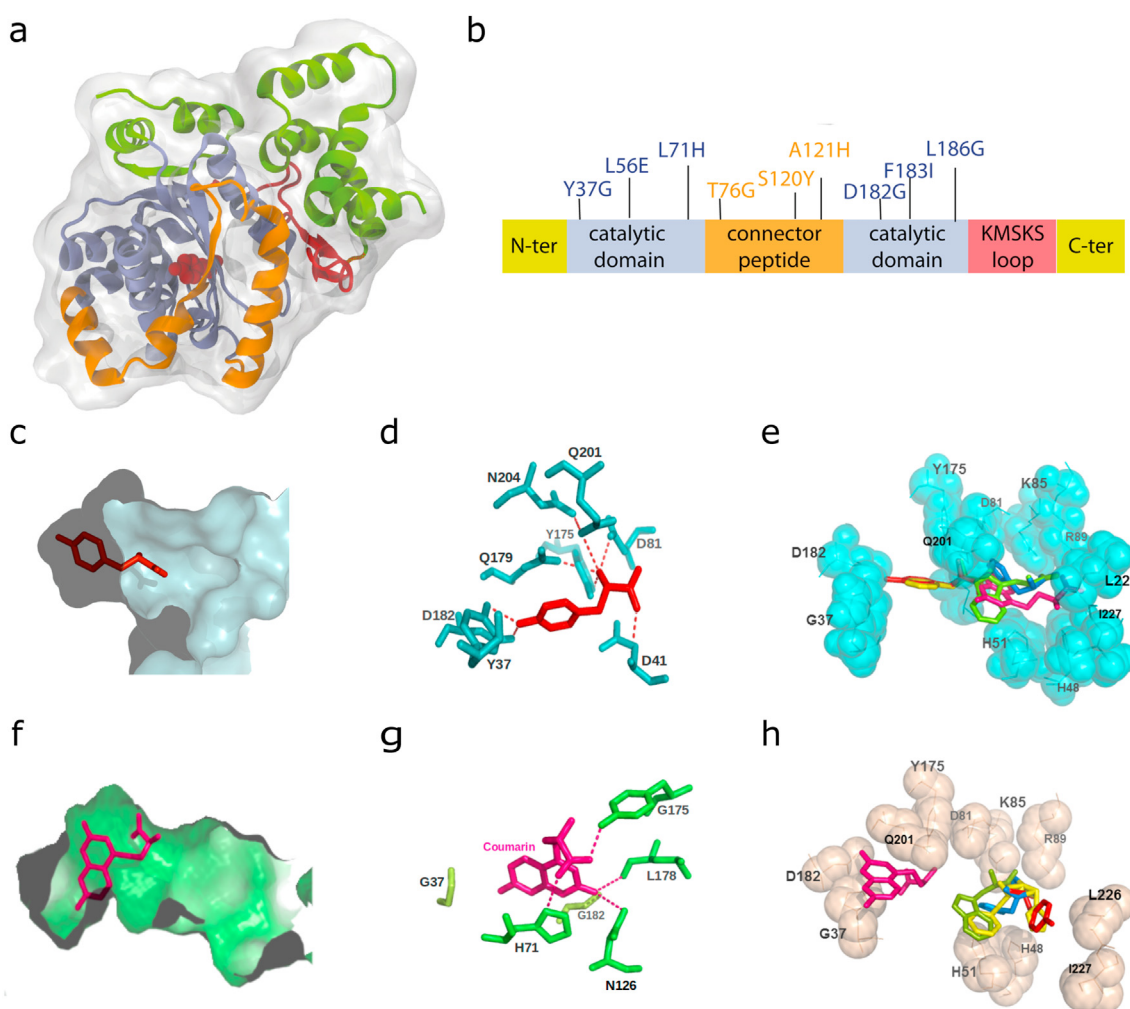 a
b
L71H
A121H
L186G
L56E
S120Y
F183I
Y37G
T76G
D182G
N-ter
catalytic domain
connector peptide
catalytic domain
KMSKS loop
C-ter
c
d
e
Q201
N204
Y175
D81
Q179
D182
Y37
D41
Y175
K85
D81
Q201
R89
D182
L22
G37
I227
H51
H48
f
g
h
G175
Coumarin
G37
L178
G182
H71
N126
Y175
K85
D81
Q201
R89
D182
L226
G37
H48
H51
I227